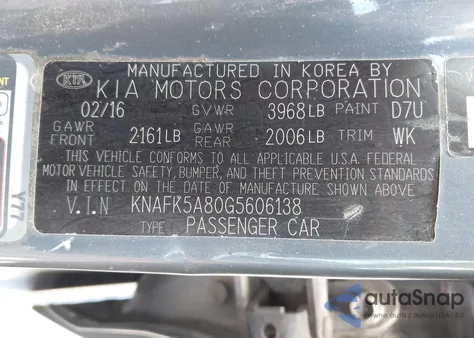 KIA
MANUFACTURED IN KOREA BY
KIA MOTORS CORPORATION
02/16 GVWR 3968LB PAINT D7U
GAWR FRONT 2161LB GAWR REAR 2006LB TRIM WK
THIS VEHICLE CONFORMS TO ALL APPLICABLE U.S.A. FEDERAL
MOTOR VEHICLE SAFETY, BUMPER, AND THEFT PREVENTION STANDARDS
IN EFFECT ON THE DATE OF MANUFACTURE SHOWN ABOVE.
V.I.N KNAFK5A80G5606138
TYPE: PASSENGER CAR
Y77
autoSnap